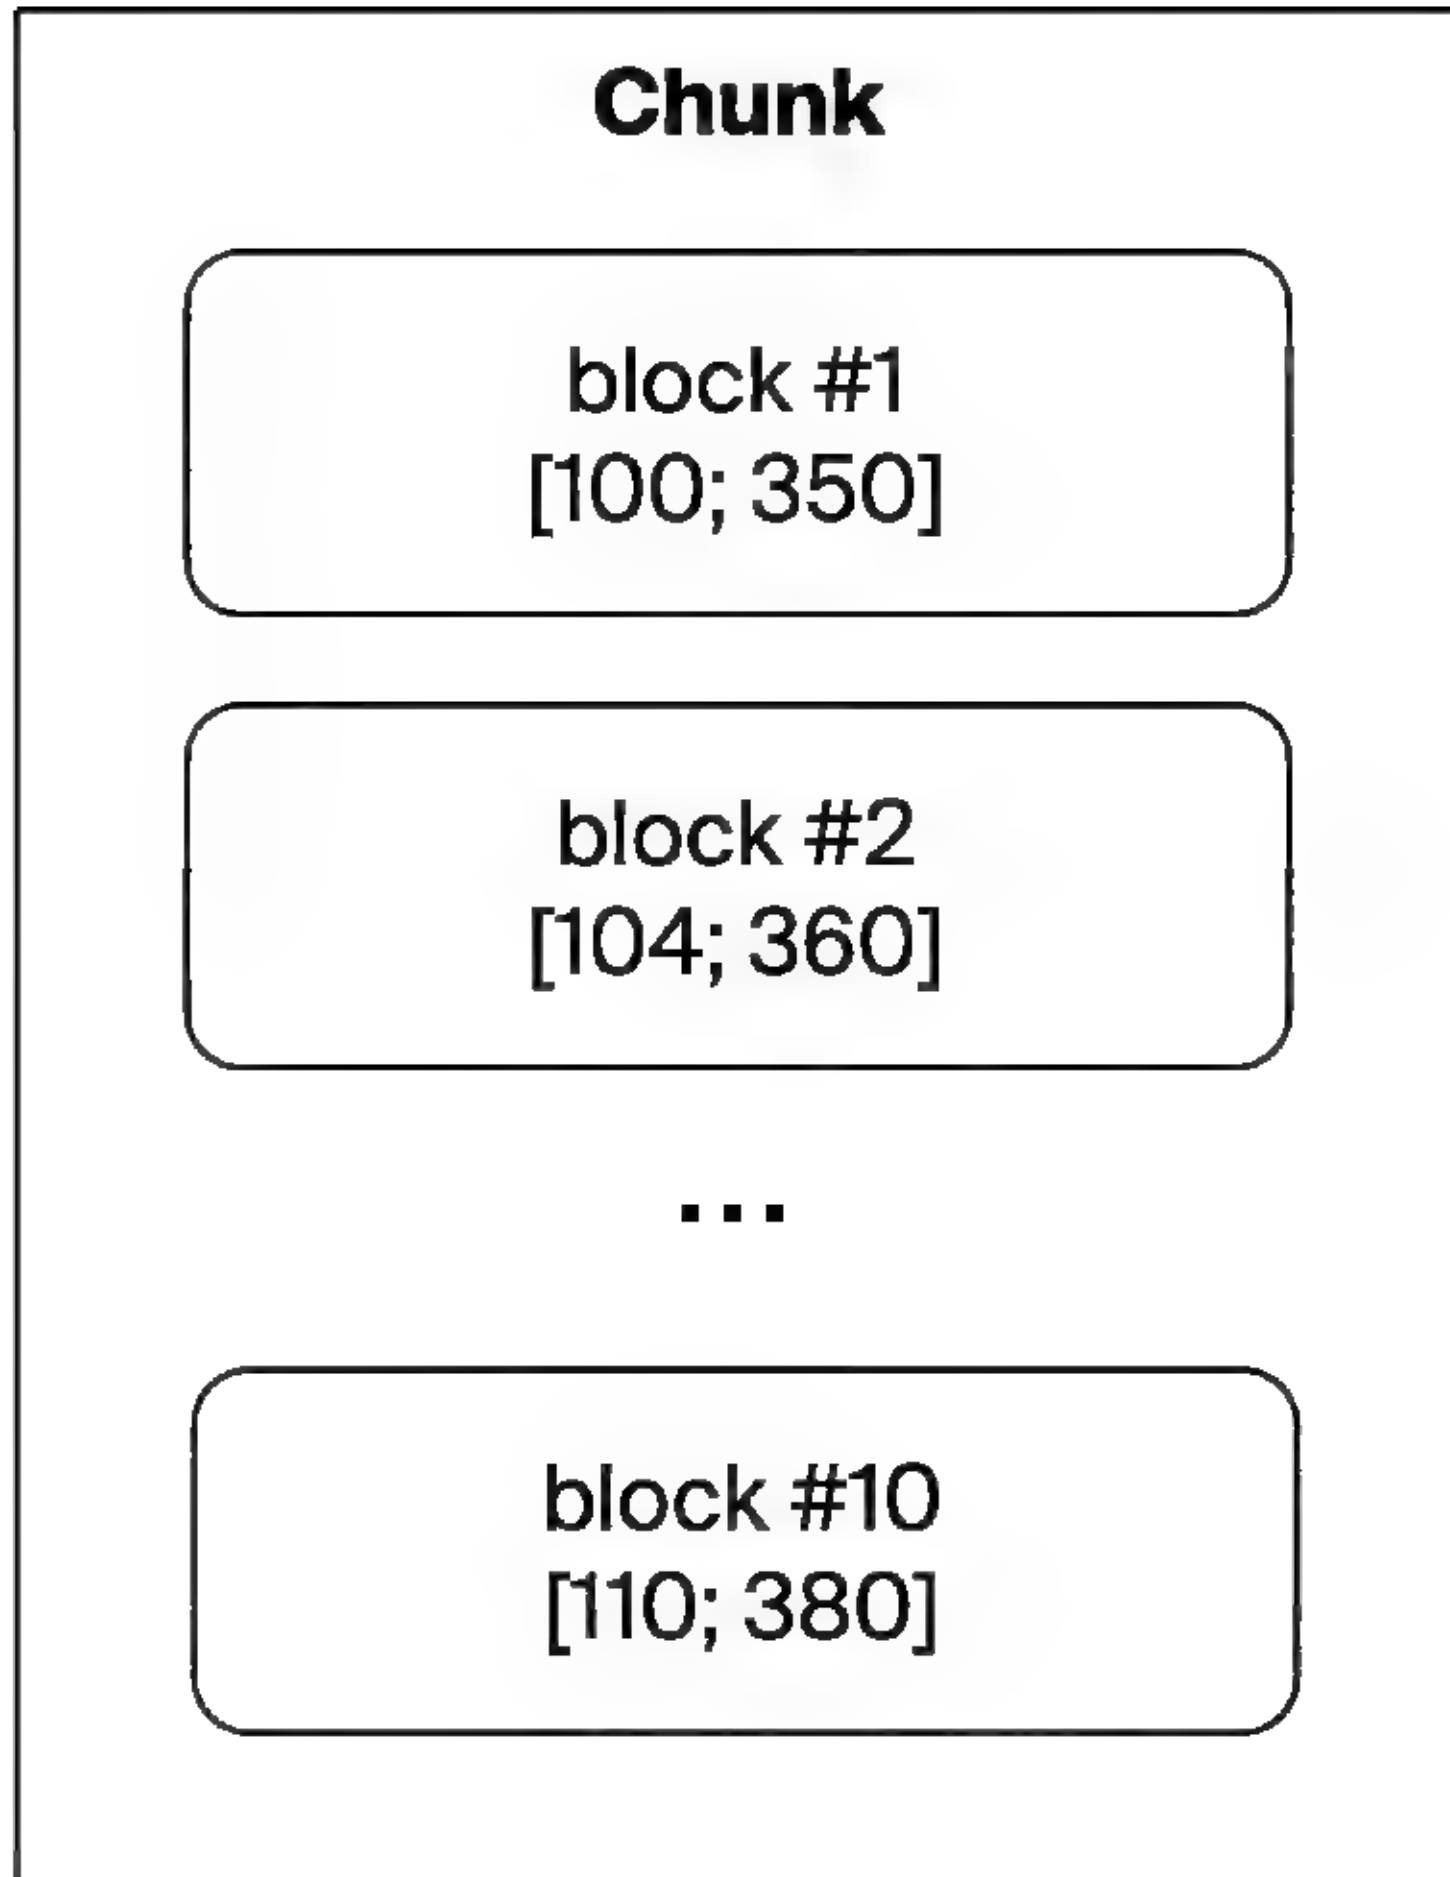 Chunk
block #1
[100; 350]
block #2
[104; 360]
...
block #10
[110; 380]